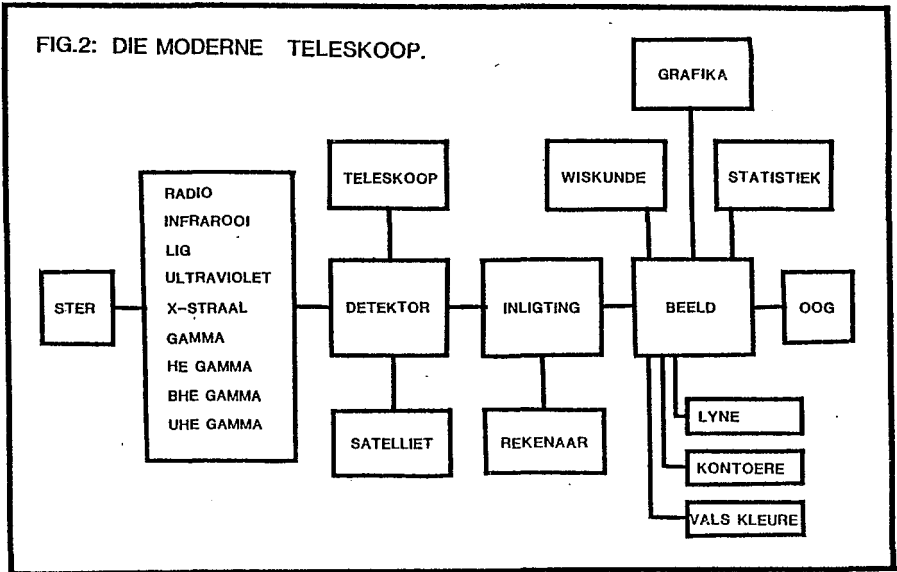 FIG.2: DIE MODERNE TELESKOOP.
GRAFIKA
TELESKOOP
WISKUNDE
STATISTIEK
RADIO
INFRAROOI
LIG
ULTRAVIOLET
X-STRAAL
GAMMA
HE GAMMA
BHE GAMMA
UHE GAMMA
STER
DETEKTOR
INLIGTING
BEELD
OOG
SATELLIET
REKENAAR
LYNE
KONTOERE
VALS KLEURE